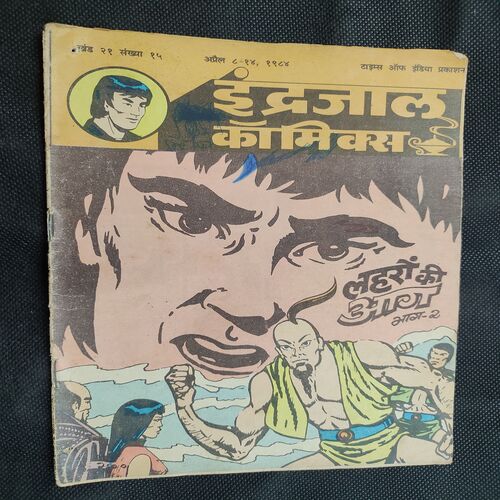 खंड २१ संख्या १५
अप्रैल ८-१४, १९८४
टाइम्स ऑफ इंडिया प्रकाशन
इंद्रजाल
कॉमिक्स
लहरों की
आग
भाग-२